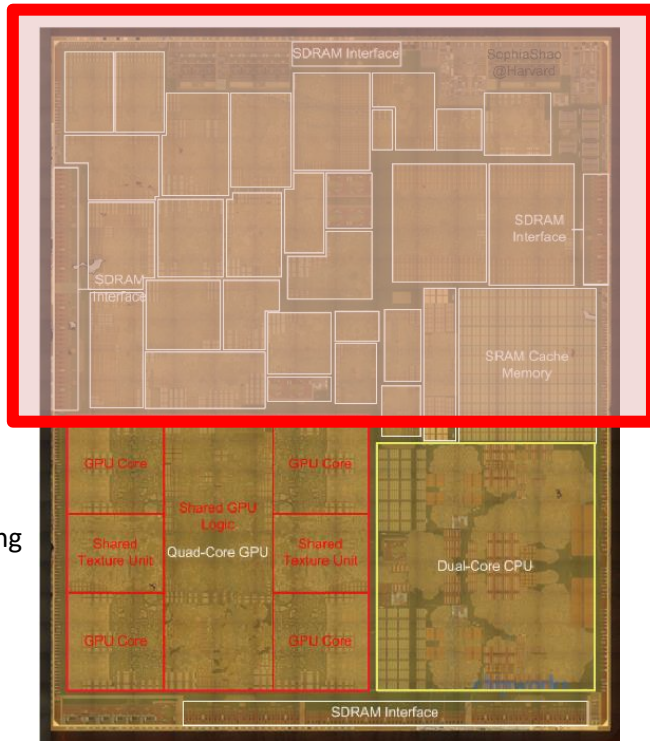 SDRAM Interface
SophiaShao
@Harvard
SDRAM
Interface
SDRAM
Interface
SRAM Cache
Memory
GPU Core
GPU Core
Shared GPU
Logic
ng
Shared
Texture Unit
Quad-Core GPU
Shared
Texture Unit
Dual-Core CPU
GPU Core
GPU Core
SDRAM Interface